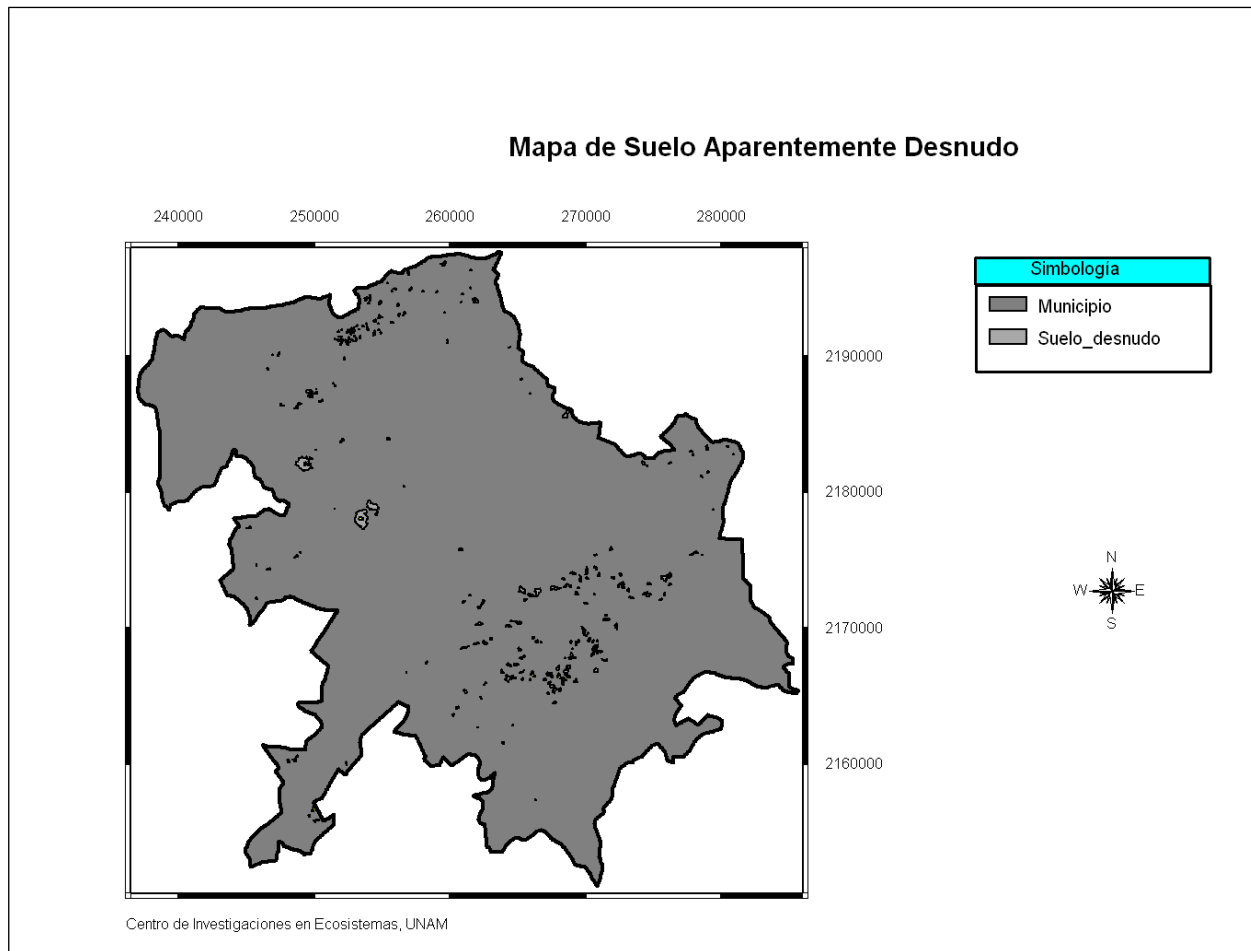 Mapa de Suelo Aparentemente Desnudo
240000 250000 260000 270000 280000
Simbología
Municipio
Suelo_desnudo
2190000
2180000
N
W E
S
2170000
2160000
Centro de Investigaciones en Ecosistemas, UNAM